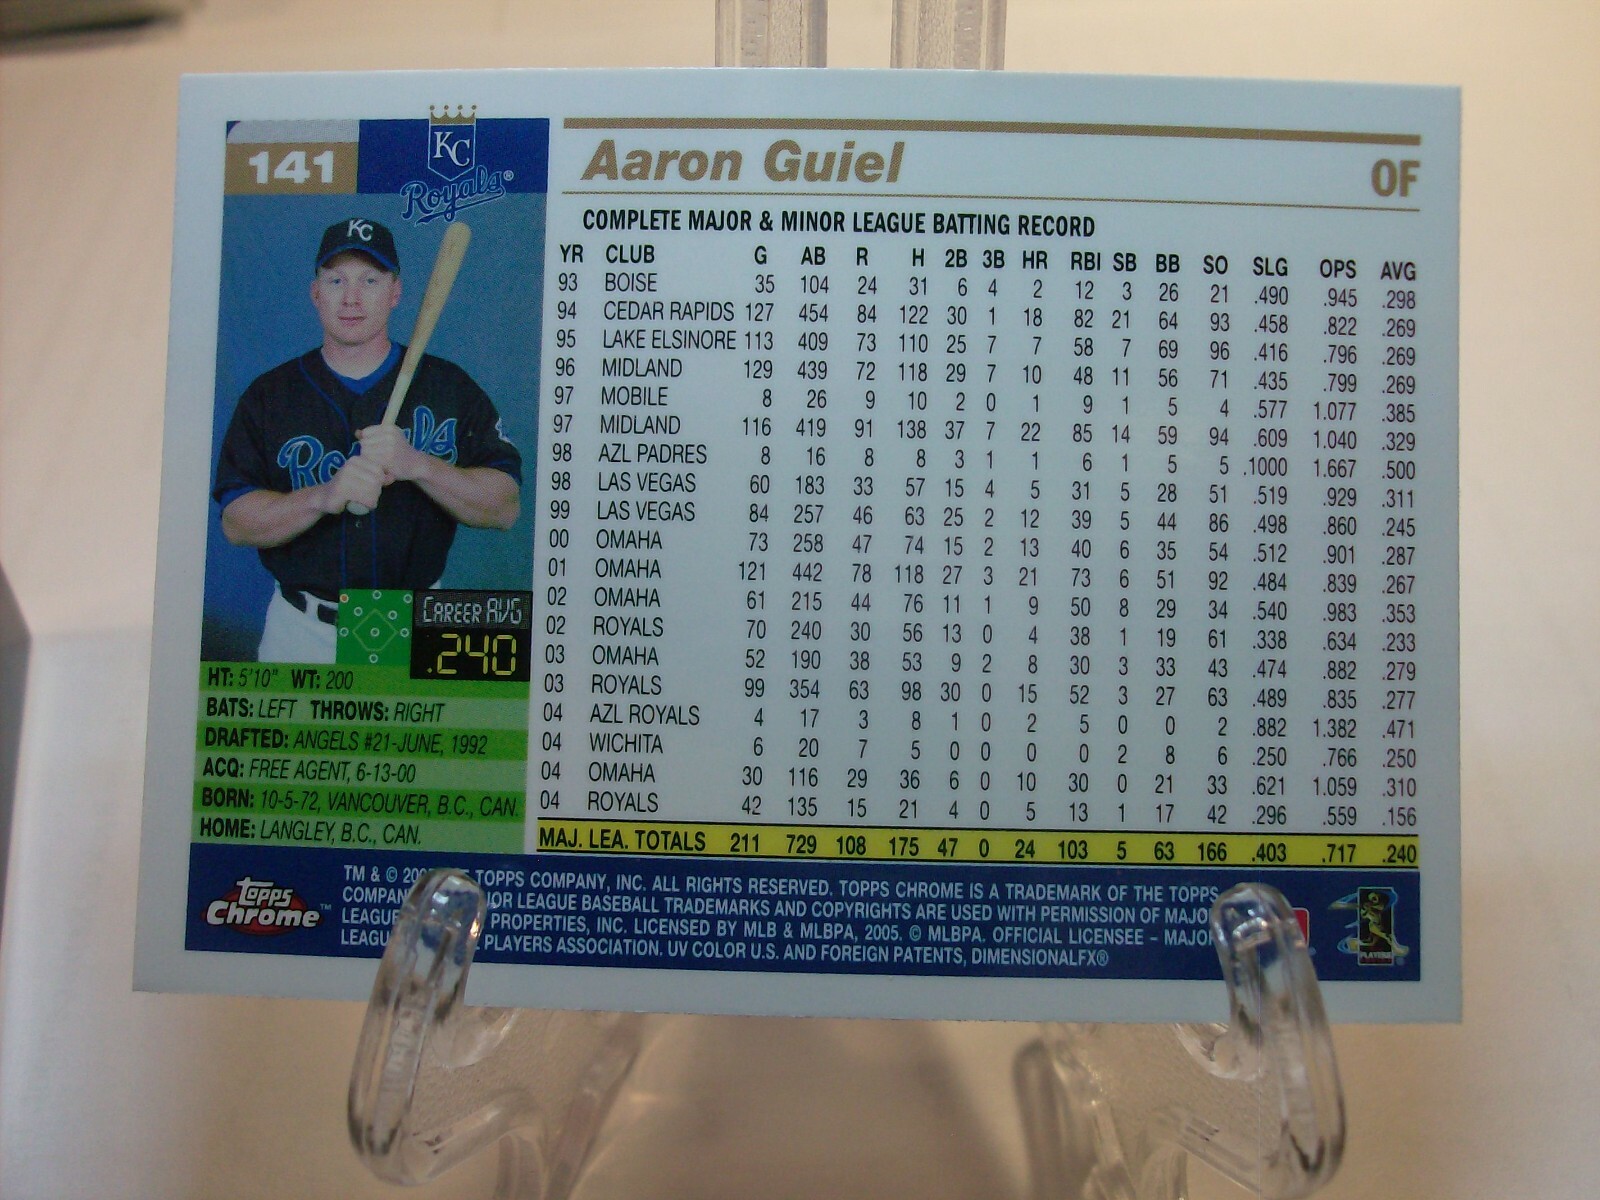 141
KC
Royals®
Aaron Guiel
OF
COMPLETE MAJOR & MINOR LEAGUE BATTING RECORD
YR CLUB G AB R H 2B 3B HR RBI SB BB SO SLG OPS AVG
93 BOISE 35 104 24 31 6 4 2 12 3 26 21 .490 .945 .298
94 CEDAR RAPIDS 127 454 84 122 30 1 18 82 21 64 93 .458 .822 .269
95 LAKE ELSINORE 113 409 73 110 25 7 7 58 7 69 96 .416 .796 .269
96 MIDLAND 129 439 72 118 29 7 10 48 11 56 71 .435 .799 .269
97 MOBILE 8 26 9 10 2 0 1 9 1 5 4 .577 1.077 .385
97 MIDLAND 116 419 91 138 37 7 22 85 14 59 94 .609 1.040 .329
98 AZL PADRES 8 16 8 8 3 1 1 6 1 5 5 .1000 1.667 .500
98 LAS VEGAS 60 183 33 57 15 4 5 31 5 28 51 .519 .929 .311
99 LAS VEGAS 84 257 46 63 25 2 12 39 5 44 86 .498 .860 .245
00 OMAHA 73 258 47 74 15 2 13 40 6 35 54 .512 .901 .287
01 OMAHA 121 442 78 118 27 3 21 73 6 51 92 .484 .839 .267
02 OMAHA 61 215 44 76 11 1 9 50 8 29 34 .540 .983 .353
02 ROYALS 70 240 30 56 13 0 4 38 1 19 61 .338 .634 .233
03 OMAHA 52 190 38 53 9 2 8 30 3 33 43 .474 .882 .279
03 ROYALS 99 354 63 98 30 0 15 52 3 27 63 .489 .835 .277
04 AZL ROYALS 4 17 3 8 1 0 2 5 0 0 2 .882 1.382 .471
04 WICHITA 6 20 7 5 0 0 0 0 2 8 6 .250 .766 .250
04 OMAHA 30 116 29 36 6 0 10 30 0 21 33 .621 1.059 .310
04 ROYALS 42 135 15 21 4 0 5 13 1 17 42 .296 .559 .156
MAJ. LEA. TOTALS 211 729 108 175 47 0 24 103 5 63 166 .403 .717 .240
KC
Royals
CAREER AVG
.240
HT: 5'10" WT: 200
BATS: LEFT THROWS: RIGHT
DRAFTED: ANGELS #21-JUNE, 1992
ACQ: FREE AGENT, 6-13-00
BORN: 10-5-72, VANCOUVER, B.C., CAN.
HOME: LANGLEY, B.C., CAN.
topps
Chrome™
TM & © TOPPS COMPANY, INC. ALL RIGHTS RESERVED. TOPPS CHROME IS A TRADEMARK OF THE TOPPS
LEAGUE BASEBALL TRADEMARKS AND COPYRIGHTS ARE USED WITH PERMISSION OF
PROPERTIES, INC. LICENSED BY MLB & MLBPA, 2005. © MLBPA. OFFICIAL LICENSEE – MAJOR
PLAYERS ASSOCIATION. UV COLOR U.S. AND FOREIGN PATENTS, DIMENSIONALFX®
PLAYERS